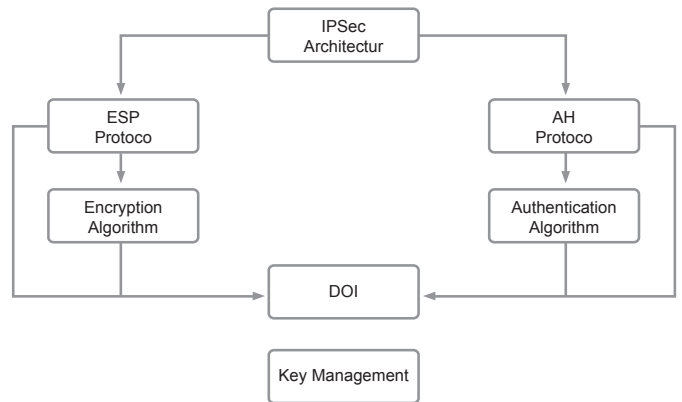 IPSec
Architectur
ESP
Protoco
AH
Protoco
Encryption
Algorithm
Authentication
Algorithm
DOI
Key Management